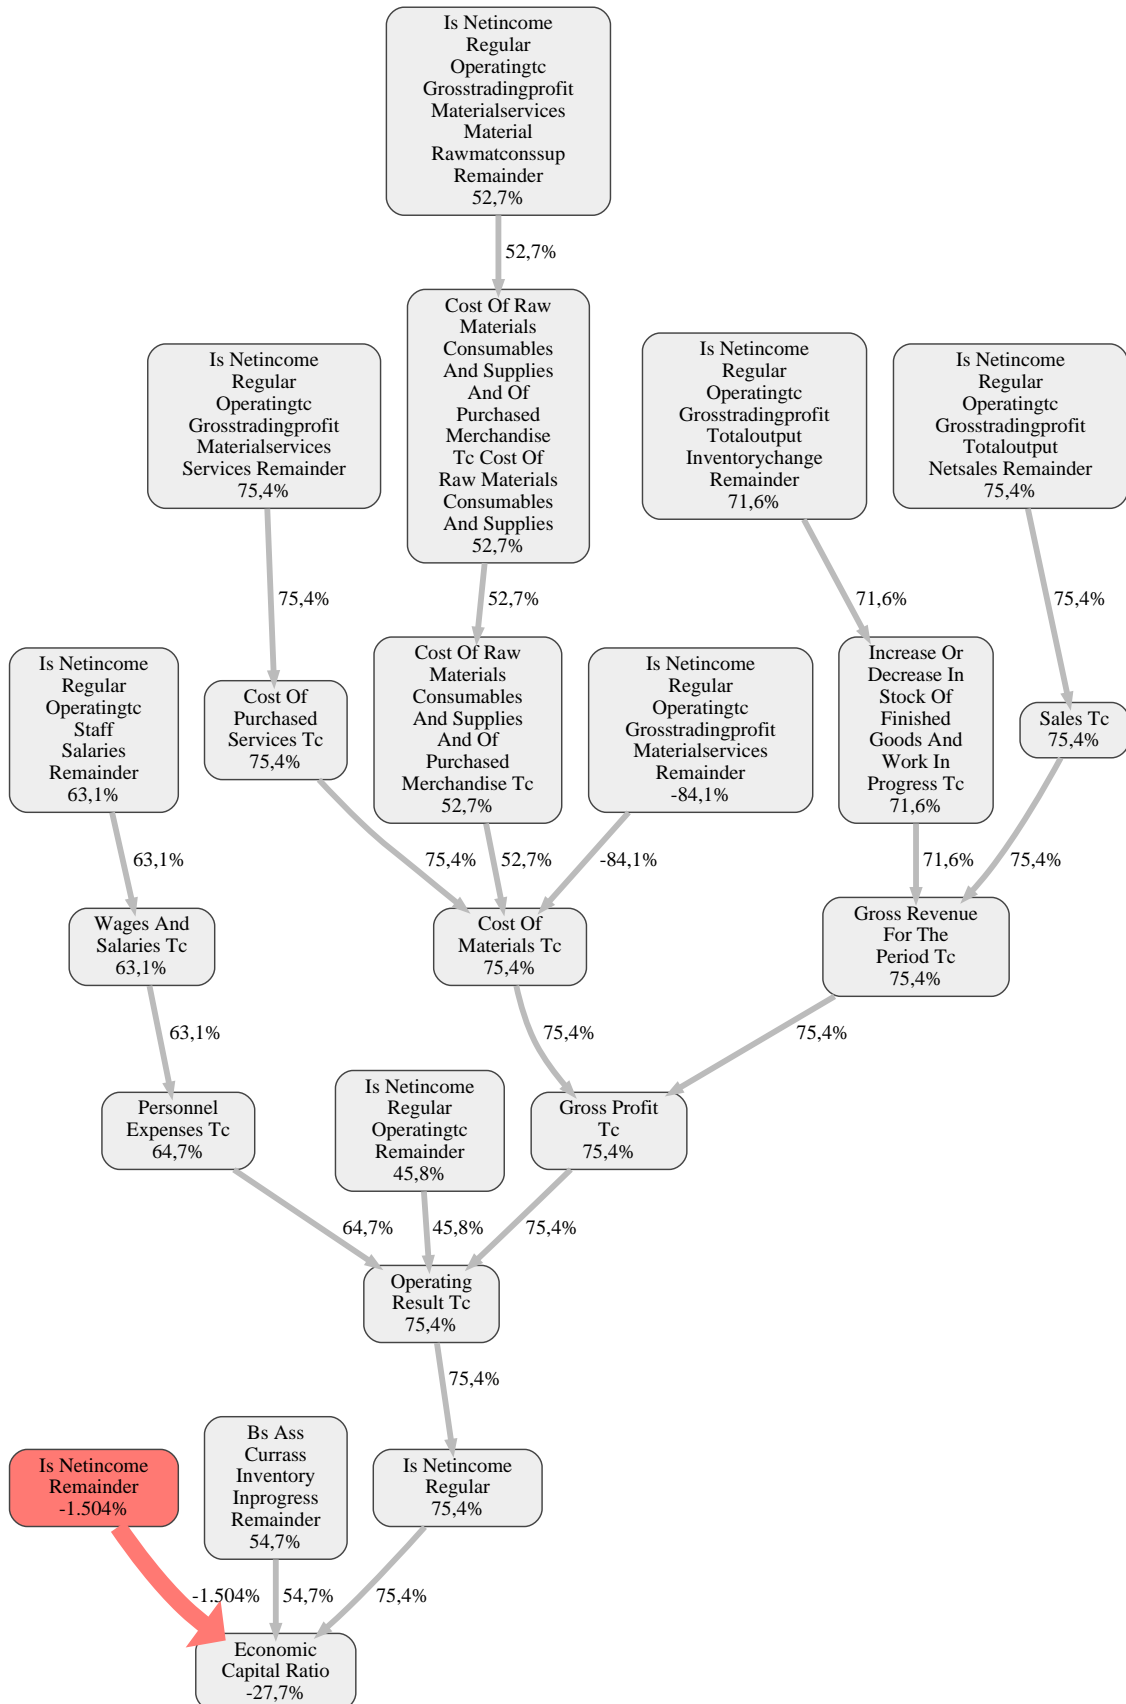 Is Netincome
Regular
Operatingtc
Grosstradingprofit
Materialservices
Material
Rawmatconssup
Remainder
52,7%
52,7%
Cost Of Raw
Materials
Consumables
And Supplies
And Of
Purchased
Merchandise
Tc Cost Of
Raw Materials
Consumables
And Supplies
52,7%
Is Netincome
Regular
Operatingtc
Grosstradingprofit
Materialservices
Services Remainder
75,4%
Is Netincome
Regular
Operatingtc
Grosstradingprofit
Totaloutput
Inventorychange
Remainder
71,6%
Is Netincome
Regular
Operatingtc
Grosstradingprofit
Totaloutput
Netsales Remainder
75,4%
75,4%
52,7%
71,6%
75,4%
Is Netincome
Regular
Operatingtc
Staff
Salaries
Remainder
63,1%
Cost Of
Purchased
Services Tc
75,4%
Cost Of Raw
Materials
Consumables
And Supplies
And Of
Purchased
Merchandise Tc
52,7%
Is Netincome
Regular
Operatingtc
Grosstradingprofit
Materialservices
Remainder
-84,1%
Increase Or
Decrease In
Stock Of
Finished
Goods And
Work In
Progress Tc
71,6%
Sales Tc
75,4%
63,1%
75,4%
52,7%
-84,1%
71,6%
75,4%
Wages And
Salaries Tc
63,1%
Cost Of
Materials Tc
75,4%
Gross Revenue
For The
Period Tc
75,4%
63,1%
75,4%
75,4%
Personnel
Expenses Tc
64,7%
Is Netincome
Regular
Operatingtc
Remainder
45,8%
Gross Profit
Tc
75,4%
64,7%
45,8%
75,4%
Operating
Result Tc
75,4%
75,4%
Is Netincome
Remainder
-1.504%
Bs Ass
Currass
Inventory
Inprogress
Remainder
54,7%
Is Netincome
Regular
75,4%
-1.504%
54,7%
75,4%
Economic
Capital Ratio
-27,7%